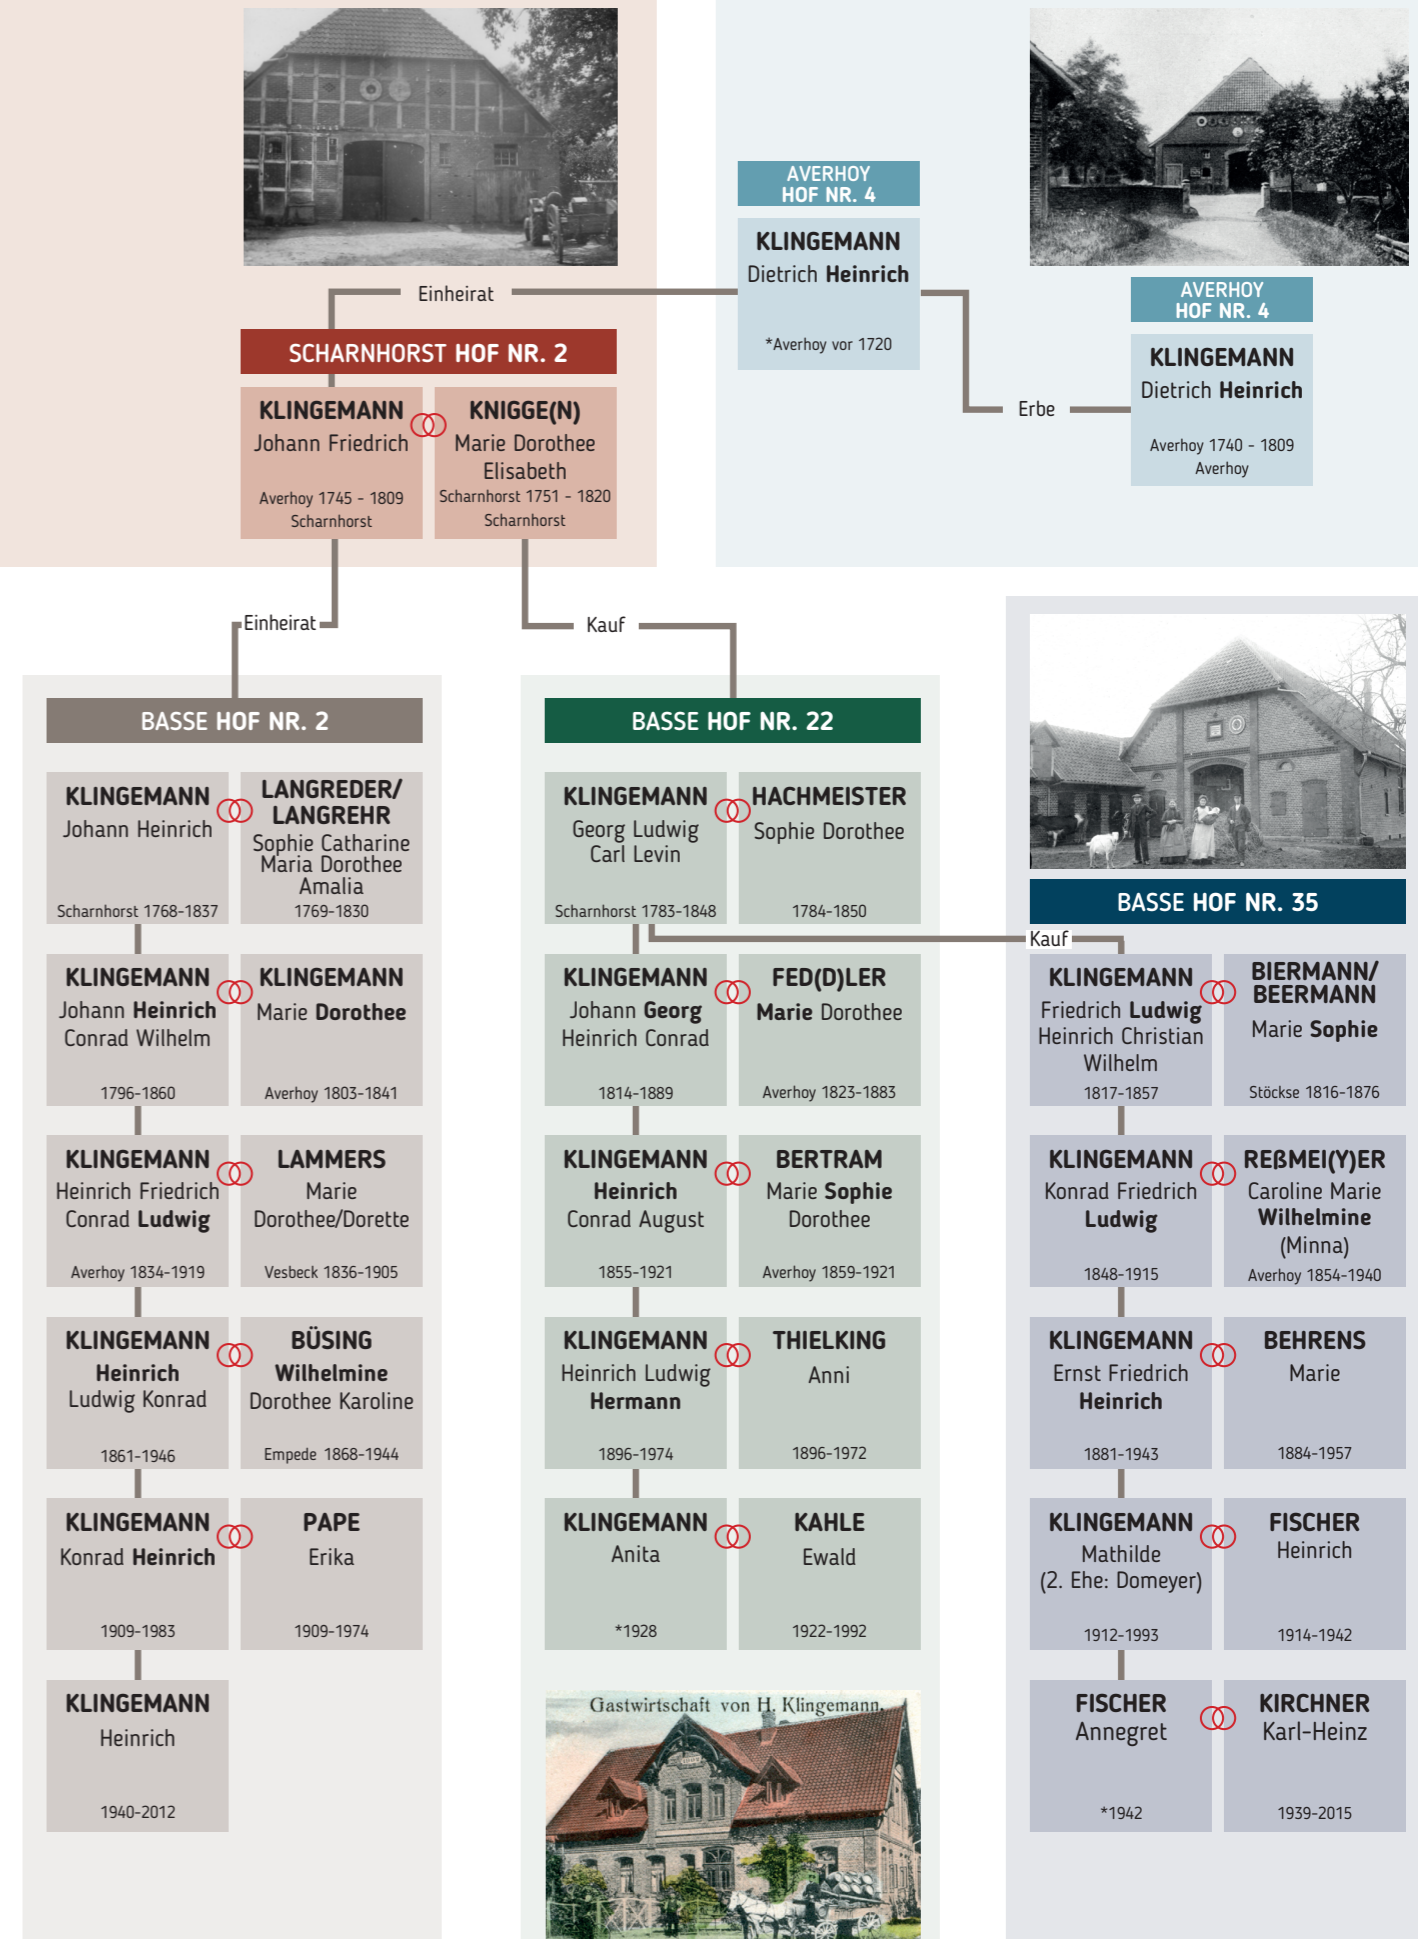 AVERHOY
HOF NR. 4
KLINGEMANN
Dietrich Heinrich
*Averhoy vor 1720
AVERHOY
HOF NR. 4
KLINGEMANN
Dietrich Heinrich
Averhoy 1740 - 1809
Averhoy
Erbe
Einheirat
SCHARNHORST HOF NR. 2
KLINGEMANN
Johann Friedrich
Averhoy 1745 - 1809
Scharnhorst
KNIGGE(N)
Marie Dorothee
Elisabeth
Scharnhorst 1751 - 1820
Scharnhorst
Einheirat
Kauf
BASSE HOF NR. 2
KLINGEMANN
Johann Heinrich
Scharnhorst 1768-1837
LANGREDER/
LANGREHR
Sophie Catharine
Maria Dorothee
Amalia
1769-1830
KLINGEMANN
Johann Heinrich
Conrad Wilhelm
1796-1860
KLINGEMANN
Marie Dorothee
Averhoy 1803-1841
KLINGEMANN
Heinrich Friedrich
Conrad Ludwig
Averhoy 1834-1919
LAMMERS
Marie
Dorothee/Dorette
Vesbeck 1836-1905
KLINGEMANN
Heinrich
Ludwig Konrad
1861-1946
BÜSING
Wilhelmine
Dorothee Karoline
Empede 1868-1944
KLINGEMANN
Konrad Heinrich
1909-1983
PAPE
Erika
1909-1974
KLINGEMANN
Heinrich
1940-2012
BASSE HOF NR. 22
KLINGEMANN
Georg Ludwig
Carl Levin
Scharnhorst 1783-1848
HACHMEISTER
Sophie Dorothee
1784-1850
KLINGEMANN
Johann Georg
Heinrich Conrad
1814-1889
FED(D)LER
Marie Dorothee
Averhoy 1823-1883
KLINGEMANN
Heinrich
Conrad August
1855-1921
BERTRAM
Marie Sophie
Dorothee
Averhoy 1859-1921
KLINGEMANN
Heinrich Ludwig
Hermann
1896-1974
THIELKING
Anni
1896-1972
KLINGEMANN
Anita
*1928
KAHLE
Ewald
1922-1992
Gastwirtschaft von H. Klingemann.
BASSE HOF NR. 35
Kauf
KLINGEMANN
Friedrich Ludwig
Heinrich Christian
Wilhelm
1817-1857
BIERMANN/
BEERMANN
Marie Sophie
Stöckse 1816-1876
KLINGEMANN
Konrad Friedrich
Ludwig
1848-1915
REßMEI(Y)ER
Caroline Marie
Wilhelmine
(Minna)
Averhoy 1854-1940
KLINGEMANN
Ernst Friedrich
Heinrich
1881-1943
BEHRENS
Marie
1884-1957
KLINGEMANN
Mathilde
(2. Ehe: Domeyer)
1912-1993
FISCHER
Heinrich
1914-1942
FISCHER
Annegret
*1942
KIRCHNER
Karl-Heinz
1939-2015